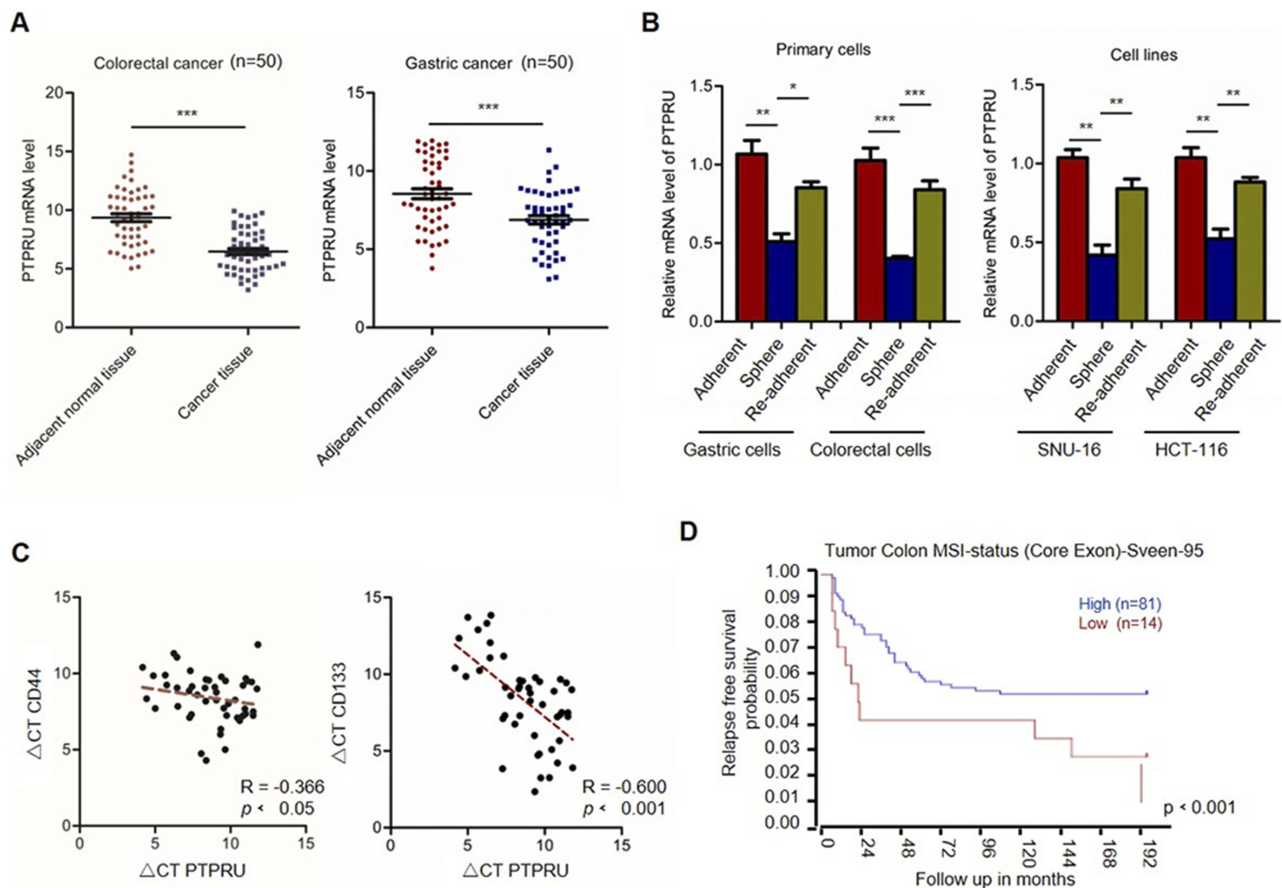 A
Colorectal cancer (n=50)
Gastric cancer (n=50)
PTPRU mRNA level
20
15
10
5
0
***
Adjacent normal tissue
Cancer tissue
PTPRU mRNA level
15
10
5
0
***
Adjacent normal tissue
Cancer tissue
B
Primary cells
Cell lines
Relative mRNA level of PTPRU
1.5
1.0
0.5
0.0
** * *** ***
Adherent
Sphere
Re-adherent
Adherent
Sphere
Re-adherent
Gastric cells
Colorectal cells
Relative mRNA level of PTPRU
1.5
1.0
0.5
0.0
** ** ** **
Adherent
Sphere
Re-adherent
Adherent
Sphere
Re-adherent
SNU-16
HCT-116
C
△CT CD44
15
10
5
0
R = -0.366
p < 0.05
0 5 10 15
△CT PTPRU
△CT CD133
15
10
5
0
R = -0.600
p < 0.001
0 5 10 15
△CT PTPRU
D
Tumor Colon MSI-status (Core Exon)-Sveen-95
Relapse free survival
probability
1.00
0.09
0.08
0.07
0.06
0.05
0.04
0.03
0.02
0.01
0.00
High (n=81)
Low (n=14)
p < 0.001
0 24 48 72 96 120 144 168 192
Follow up in months